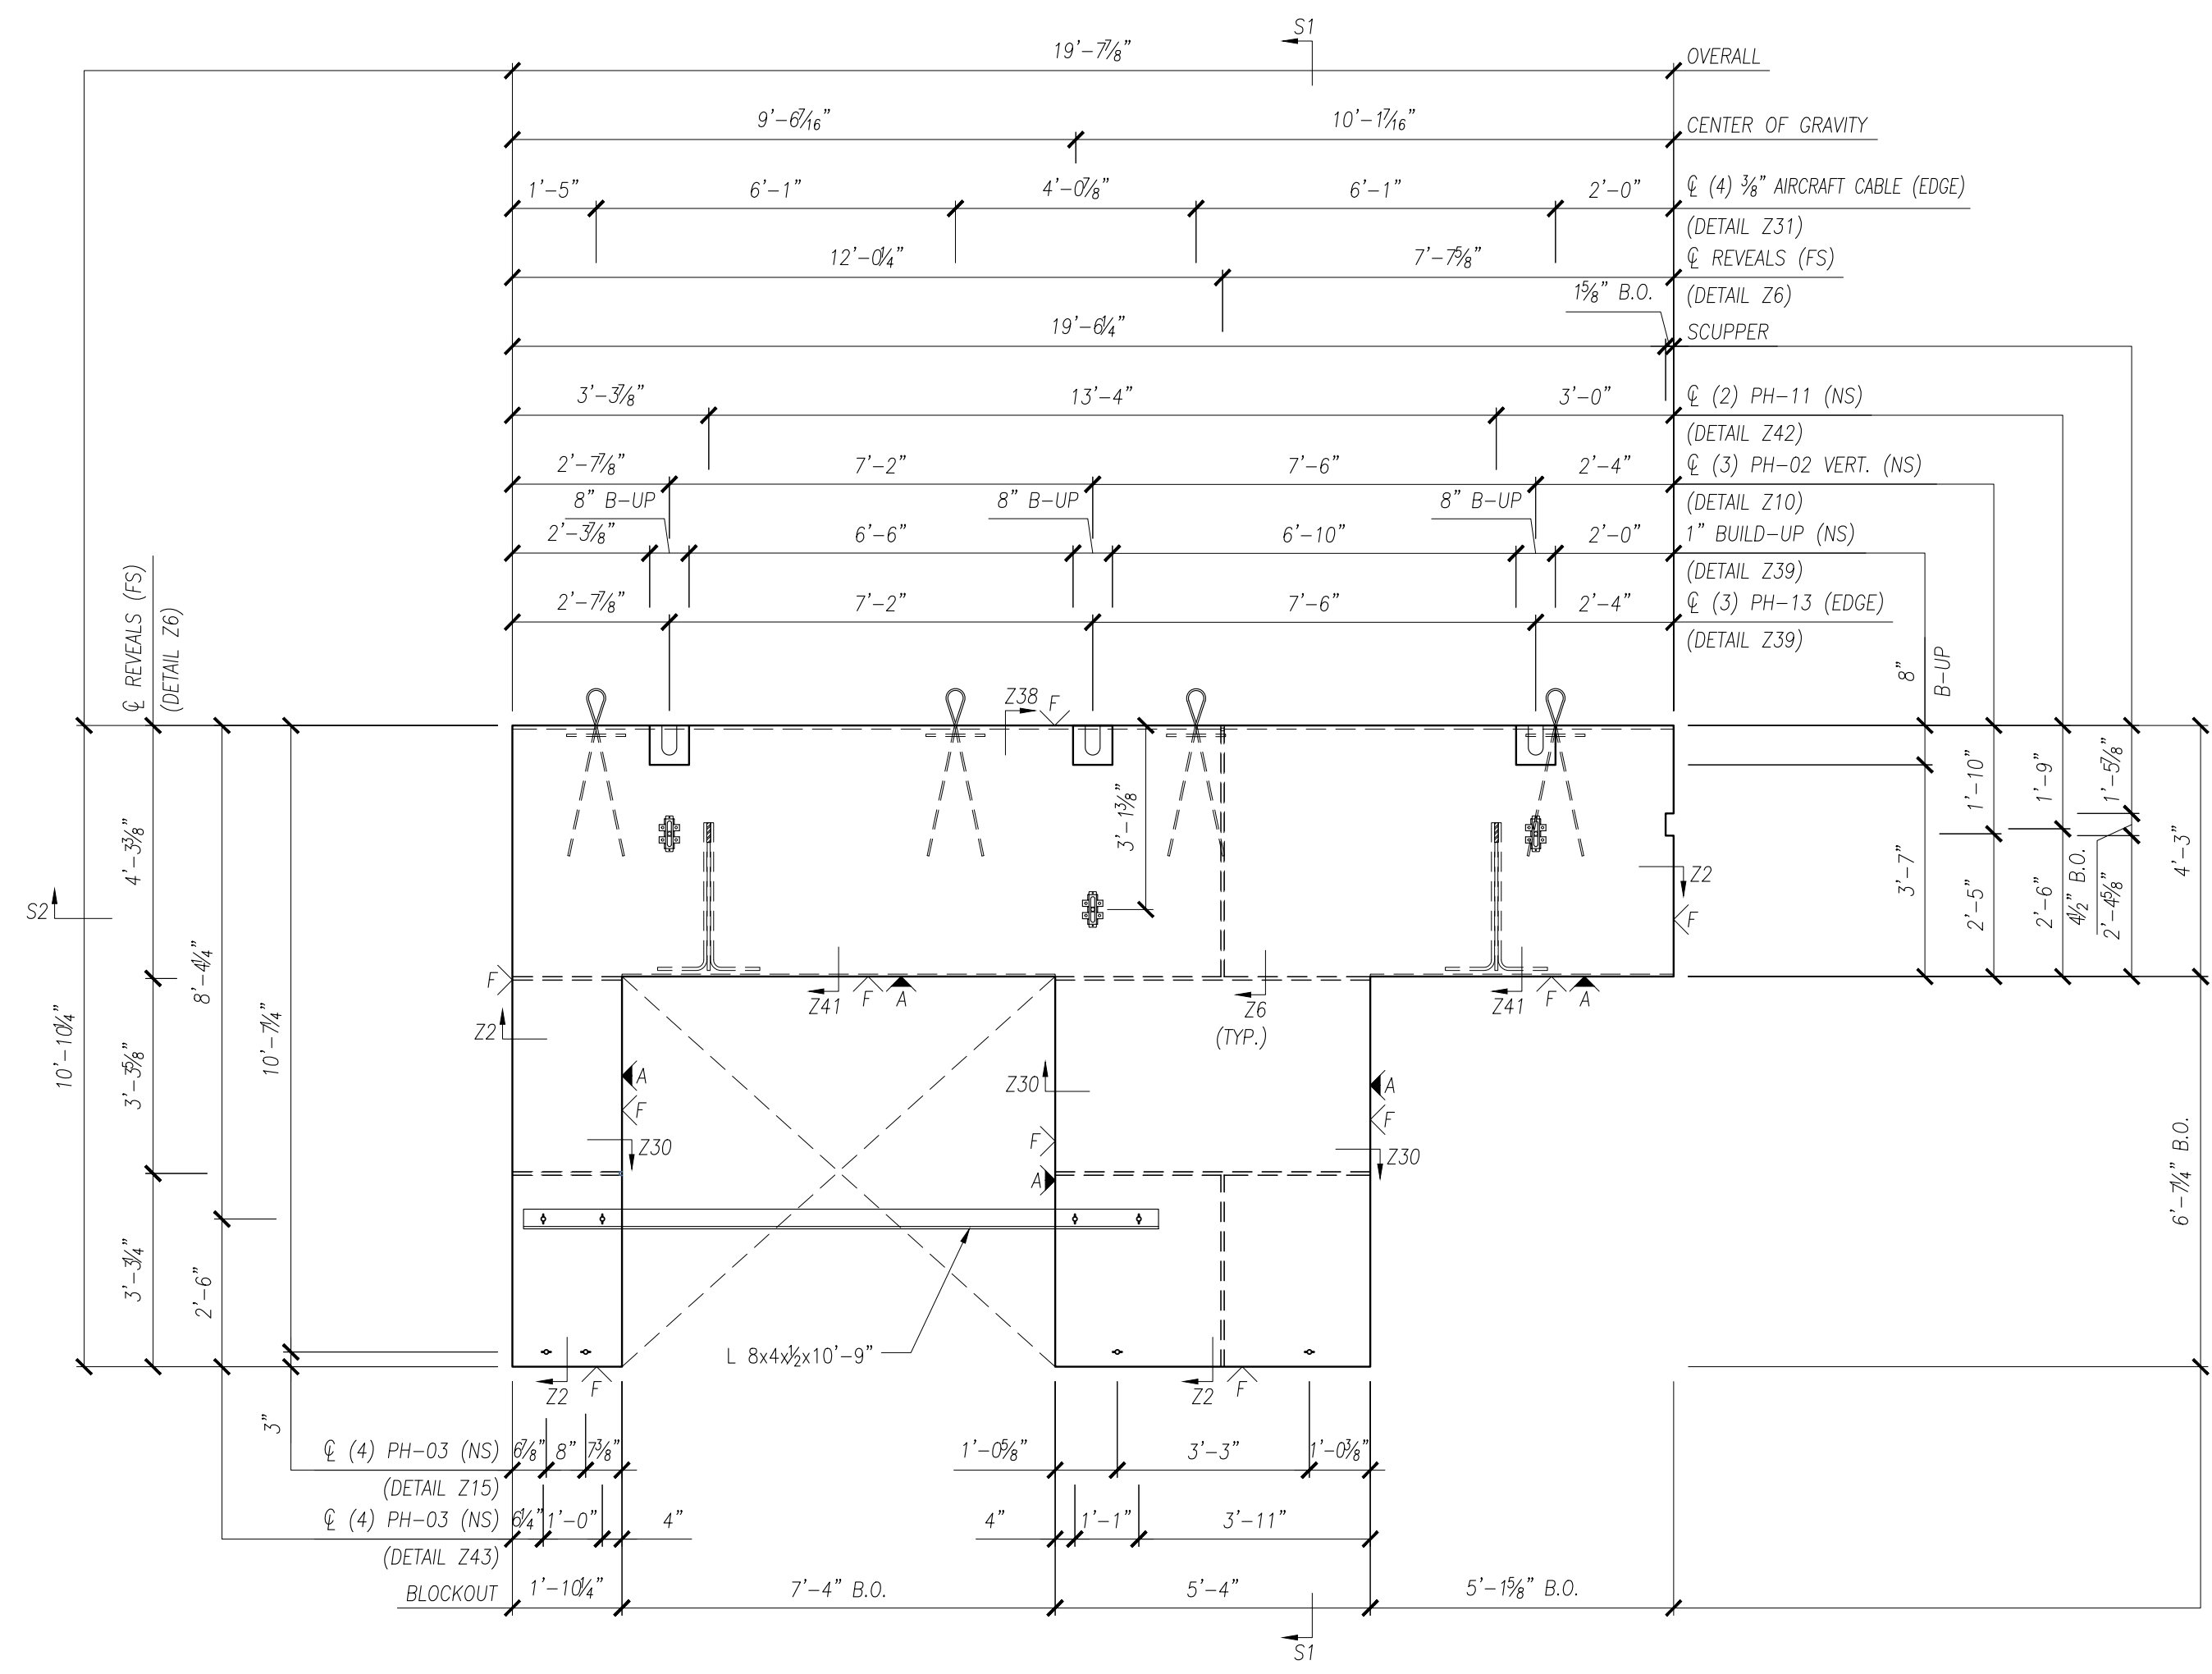 S1
19'-7⅞" OVERALL
9'-6 7/16" 10'-1 7/16" CENTER OF GRAVITY
1'-5" 6'-1" 4'-0⅞" 6'-1" 2'-0" ℄ (4) ⅜" AIRCRAFT CABLE (EDGE)
(DETAIL Z31)
12'-0¼" 7'-7⅝" ℄ REVEALS (FS)
1⅝" B.O. (DETAIL Z6)
19'-6¼" SCUPPER
3'-3⅞" 13'-4" 3'-0" ℄ (2) PH-11 (NS)
(DETAIL Z42)
2'-7⅞" 7'-2" 7'-6" 2'-4" ℄ (3) PH-02 VERT. (NS)
8" B-UP 8" B-UP 8" B-UP (DETAIL Z10)
2'-3⅞" 6'-6" 6'-10" 2'-0" 1" BUILD-UP (NS)
(DETAIL Z39)
2'-7⅞" 7'-2" 7'-6" 2'-4" ℄ (3) PH-13 (EDGE)
(DETAIL Z39)
℄ REVEALS (FS)
(DETAIL Z6)
8"
B-UP
Z38 F
10'-10¼"
4'-3⅜"
3'-3⅝"
3'-3¼"
8'-4¼"
2'-6"
10'-7¼"
3"
S2
3'-1⅜"
3'-7"
1'-10"
2'-5"
1'-9"
2'-6"
4½" B.O.
1'-5⅞"
2'-4⅝"
4'-3"
6'-7¼" B.O.
Z2
F
F
Z41 F A
Z6
(TYP.)
Z41 F A
Z2
A
F
Z30
Z30
F
A
A
F
Z30
L 8x4x½x10'-9"
Z2 F
Z2 F
℄ (4) PH-03 (NS) 6⅞" 8" 7⅜" 1'-0⅝" 3'-3" 1'-0⅜"
(DETAIL Z15)
℄ (4) PH-03 (NS) 6¼" 1'-0" 4" 4" 1'-1" 3'-11"
(DETAIL Z43)
BLOCKOUT 1'-10¼" 7'-4" B.O. 5'-4" 5'-1⅝" B.O.
S1